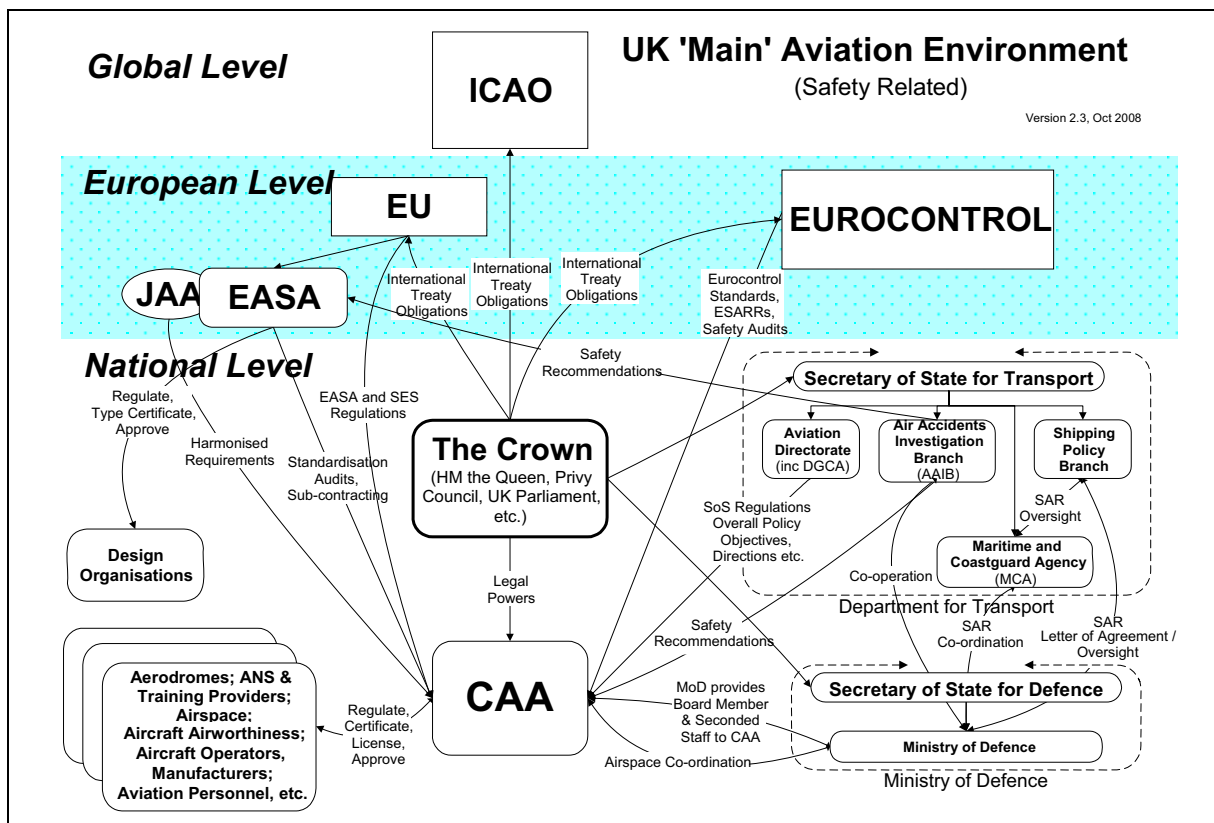 Global Level
ICAO
UK 'Main' Aviation Environment
(Safety Related)
Version 2.3, Oct 2008
European Level
EU
EUROCONTROL
JAA
EASA
International
Treaty
Obligations
International
Treaty
Obligations
International
Treaty
Obligations
Eurocontrol
Standards,
ESARRs,
Safety Audits
National Level
Safety
Recommendations
Secretary of State for Transport
Regulate,
Type Certificate,
Approve
EASA and SES
Regulations
Harmonised
Requirements
Standardisation
Audits,
Sub-contracting
The Crown
(HM the Queen, Privy
Council, UK Parliament,
etc.)
Aviation
Directorate
(inc DGCA)
Air Accidents
Investigation
Branch
(AAIB)
Shipping
Policy
Branch
SoS Regulations
Overall Policy
Objectives,
Directions etc.
SAR
Oversight
Design
Organisations
Maritime and
Coastguard Agency
(MCA)
Legal
Powers
Co-operation
Department for Transport
Safety
Recommendations
SAR
Co-ordination
SAR
Letter of Agreement /
Oversight
Aerodromes; ANS &
Training Providers;
Airspace;
Aircraft Airworthiness;
Aircraft Operators,
Manufacturers;
Aviation Personnel, etc.
Regulate,
Certificate,
License,
Approve
CAA
MoD provides
Board Member
& Seconded
Staff to CAA
Secretary of State for Defence
Ministry of Defence
Airspace Co-ordination
Ministry of Defence